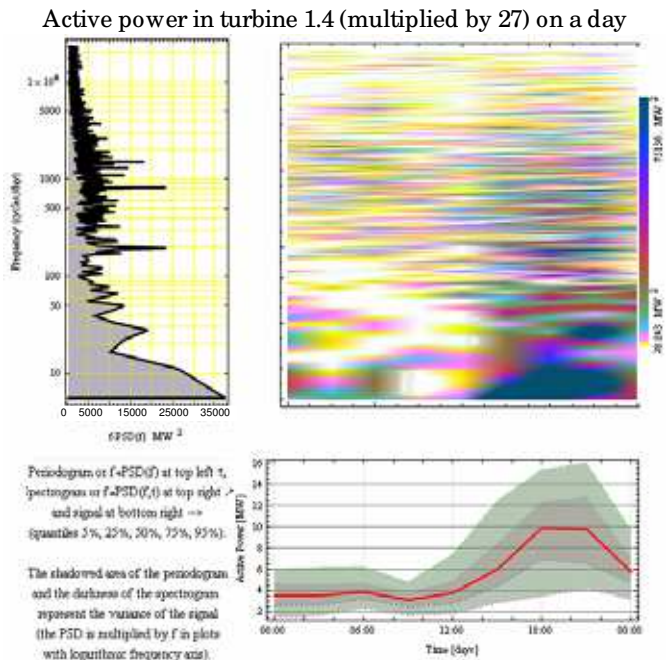 Active power in turbine 1.4 (multiplied by 27) on a day
5000
1000
500
100
50
10
Frequency (cycles/day)
0 5000 15000 25000 35000
f·PSD(f) MW 2
MW 2
MW 2
Periodogram or f*PSD(f) at top left
spectrogram or f*PSD(f,t) at top right
and signal at bottom right -->
(quantiles 5%, 25%, 50%, 75%, 95%).
The shadowed area of the periodogram
and the darkness of the spectrogram
represent the variance of the signal
(the PSD is multiplied by f in plots
with logarithmic frequency axis).
Active Power [MW]
16
14
12
10
8
6
4
2
00:00 06:00 12:00 18:00 00:00
Time [days]